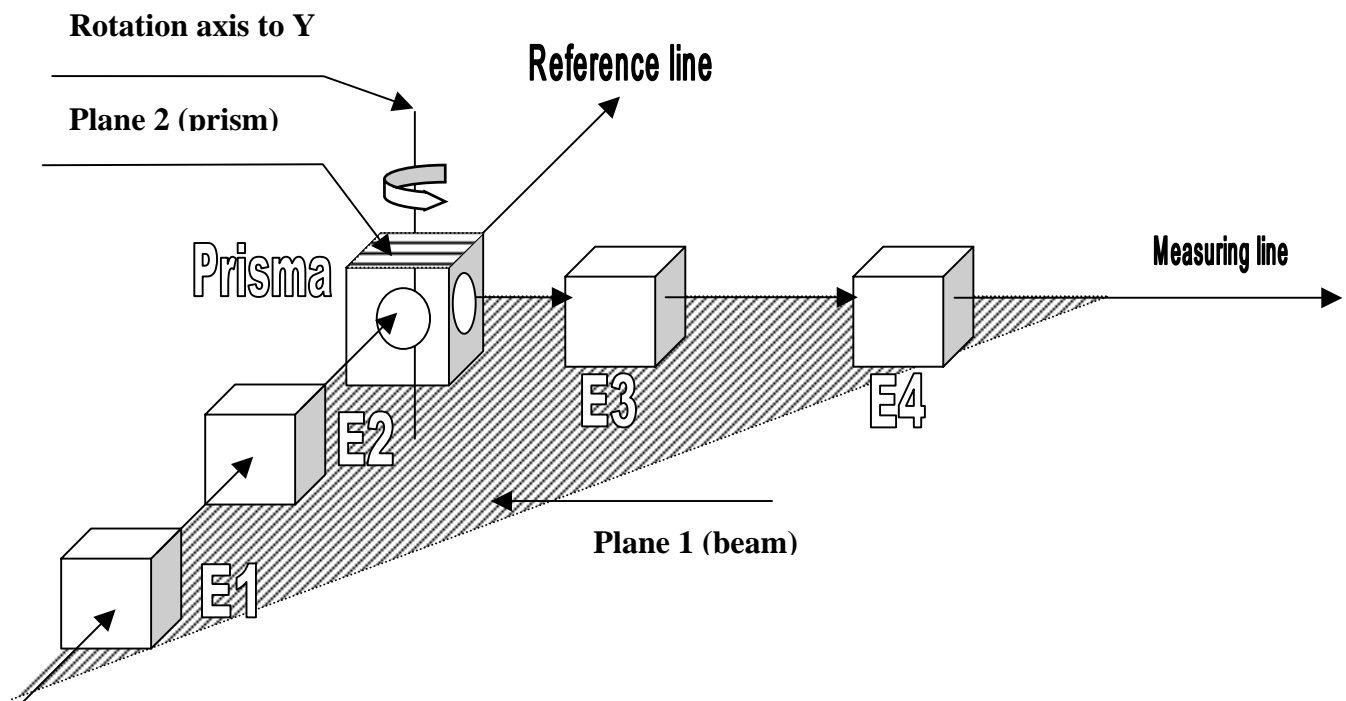 Rotation axis to Y
Reference line
Plane 2 (prism)
Prisma
Measuring line
E3
E4
E2
Plane 1 (beam)
E1